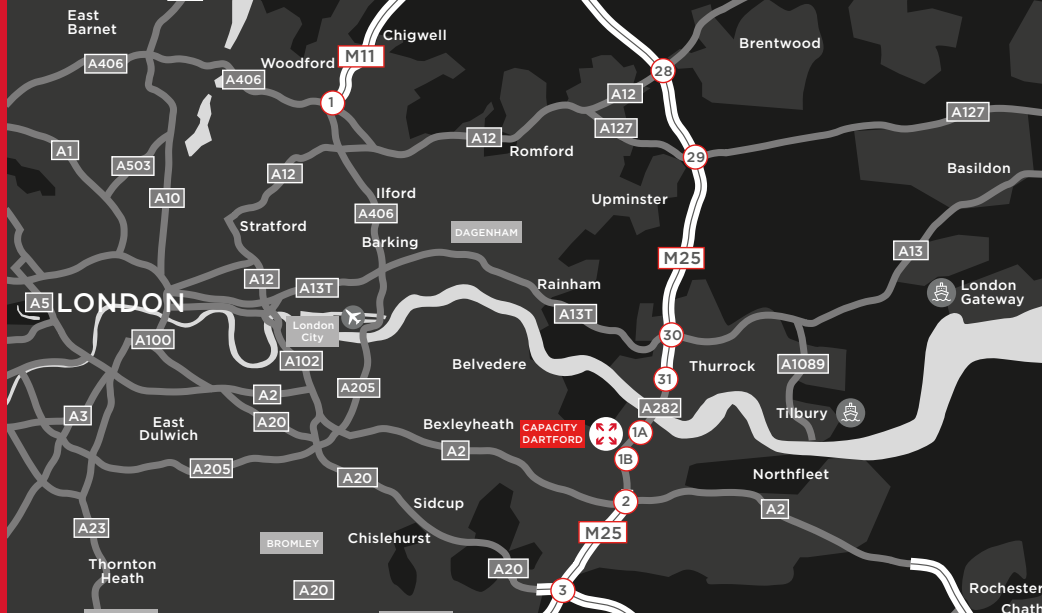 East
Barnet
Chigwell
Brentwood
M11
A406
Woodford
A406
28
1
A12
A127
A127
A12
Romford
A1
A503
29
A12
Basildon
A10
Ilford
Upminster
A406
Stratford
DAGENHAM
Barking
A13
M25
A12
A13T
Rainham
London
Gateway
A5
LONDON
A13T
London
City
A100
30
A102
Belvedere
Thurrock
A1089
31
A205
A2
A282
A3
Tilbury
East
Dulwich
A20
Bexleyheath
CAPACITY
DARTFORD
1A
A2
1B
A205
A20
Northfleet
Sidcup
2
A2
A23
M25
BROMLEY
Chislehurst
Thornton
Heath
A20
A20
3
Rochester
Chath